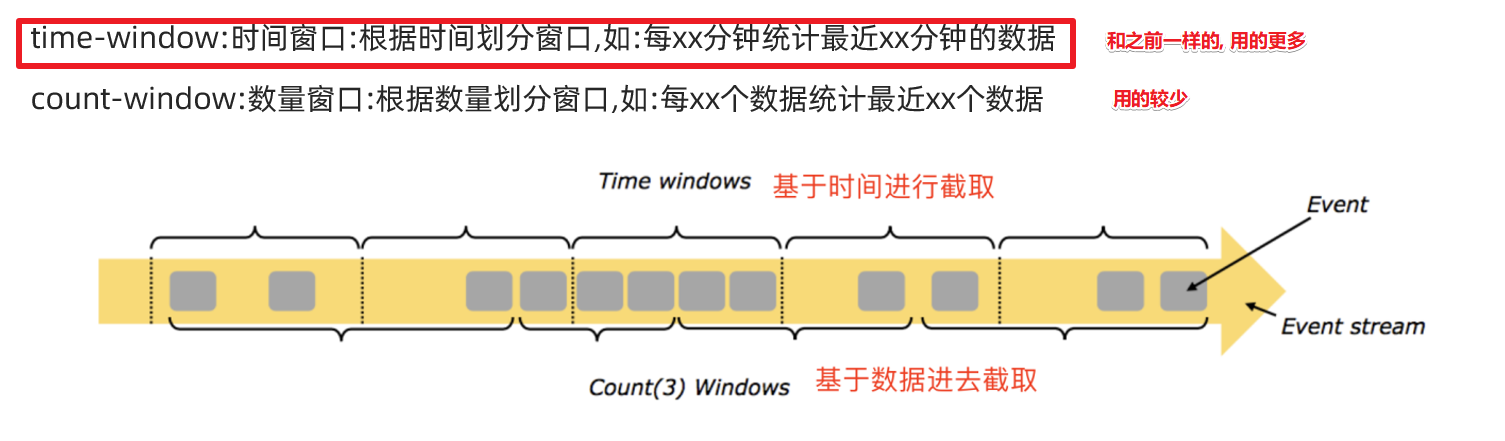 time-window:时间窗口:根据时间划分窗口,如:每xx分钟统计最近xx分钟的数据 和之前一样的, 用的更多
count-window:数量窗口:根据数量划分窗口,如:每xx个数据统计最近xx个数据 用的较少
Time windows 基于时间进行截取
Event
Event stream
Count(3) Windows 基于数据进去截取